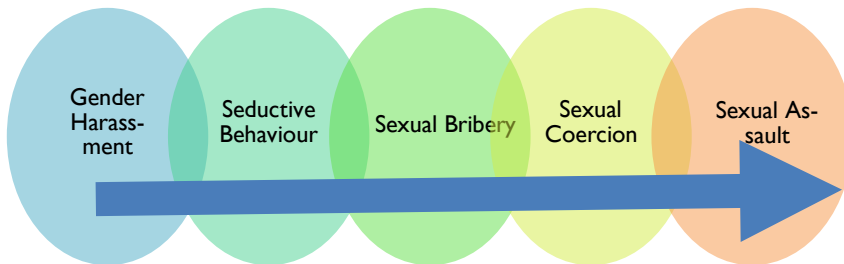 Gender
Harass-
ment
Seductive
Behaviour
Sexual Bribery
Sexual
Coercion
Sexual As-
sault